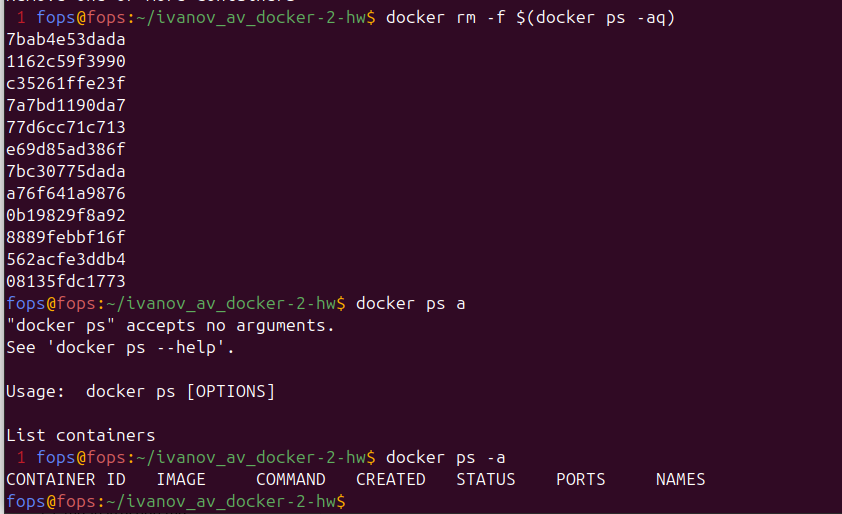 1 fops@fops:~/ivanov_av_docker-2-hw$ docker rm -f $(docker ps -aq)
7bab4e53dada
1162c59f3990
c35261ffe23f
7a7bd1190da7
77d6cc71c713
e69d85ad386f
7bc30775dada
a76f641a9876
0b19829f8a92
8889febbf16f
562acfe3ddb4
08135fdc1773
fops@fops:~/ivanov_av_docker-2-hw$ docker ps a
"docker ps" accepts no arguments.
See 'docker ps --help'.

Usage:  docker ps [OPTIONS]

List containers
 1 fops@fops:~/ivanov_av_docker-2-hw$ docker ps -a
CONTAINER ID   IMAGE     COMMAND   CREATED   STATUS    PORTS     NAMES
fops@fops:~/ivanov_av_docker-2-hw$